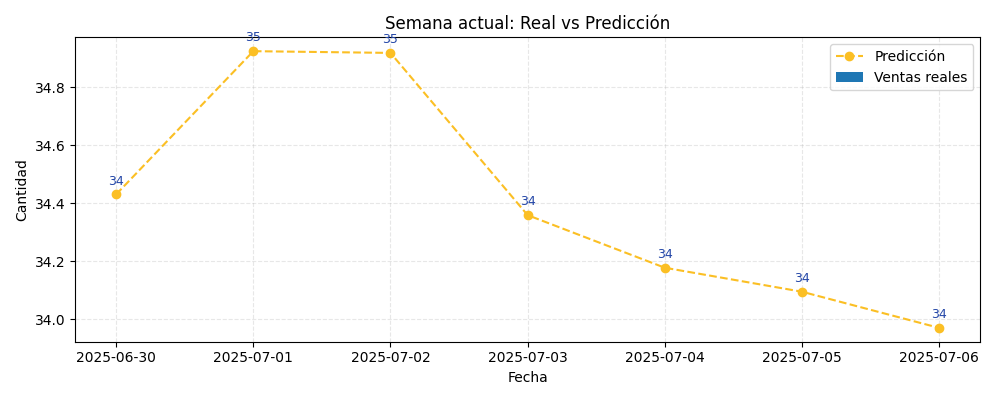 Semana actual: Real vs Predicción
Predicción
Ventas reales
Cantidad
34.8
34.6
34.4
34.2
34.0
34
35
35
34
34
34
34
2025-06-30 2025-07-01 2025-07-02 2025-07-03 2025-07-04 2025-07-05 2025-07-06
Fecha